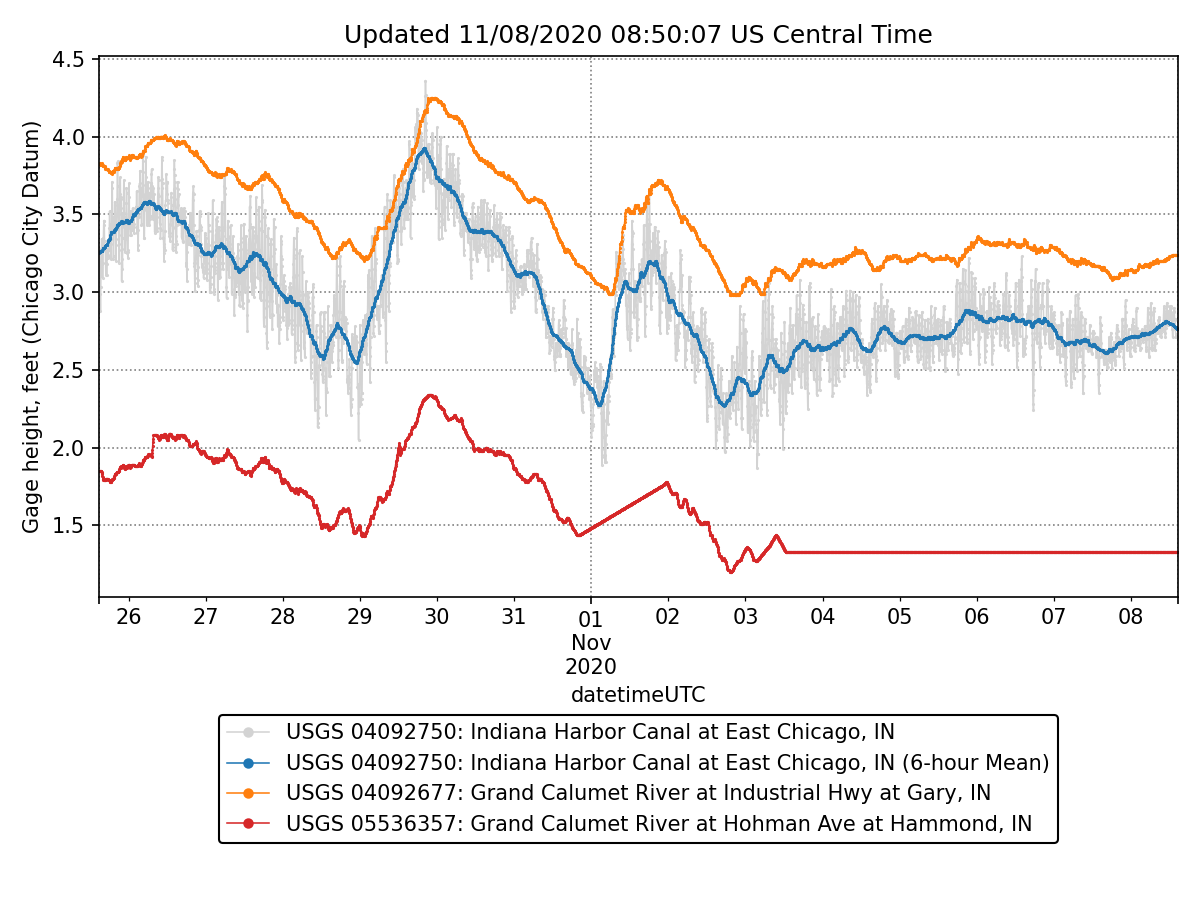 Updated 11/08/2020 08:50:07 US Central Time
Gage height, feet (Chicago City Datum)
4.5
4.0
3.5
3.0
2.5
2.0
1.5
26 27 28 29 30 31 01 02 03 04 05 06 07 08
Nov
2020
datetimeUTC
USGS 04092750: Indiana Harbor Canal at East Chicago, IN
USGS 04092750: Indiana Harbor Canal at East Chicago, IN (6-hour Mean)
USGS 04092677: Grand Calumet River at Industrial Hwy at Gary, IN
USGS 05536357: Grand Calumet River at Hohman Ave at Hammond, IN